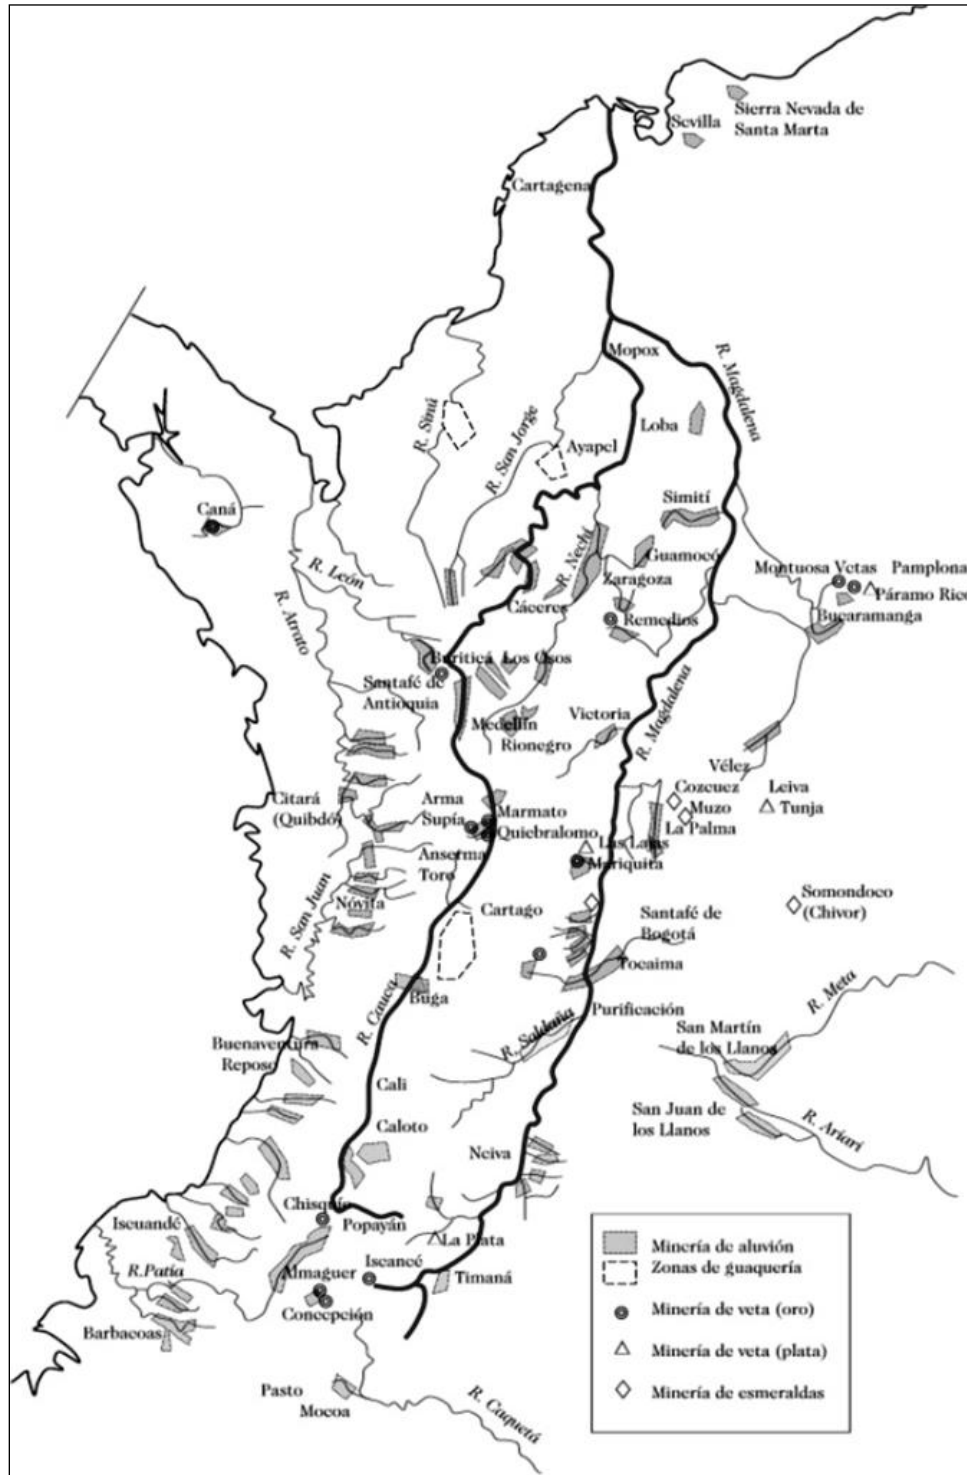 Sierra Nevada de
Santa Marta
Sevilla
Cartagena
Mopox
R. Magdalena
R. Sinú
R. San Jorge
Ayapel
Loba
Simití
Caná
R. León
R. Atrato
R. Nechí
Guamocó
Zaragoza
Cáceres
Remedios
Montuosa Vetas
Pamplona
Páramo Rico
Bucaramanga
Buriticá
Los Osos
Santafé de
Antioquia
Medellín
Rionegro
Victoria
R. Magdalena
Vélez
Citará
(Quibdó)
Arma
Supía
Marmato
Quiebralomo
Cozcuez
Muzo
La Palma
Leiva
Tunja
Anserma
Toro
Las Lajas
Mariquita
Nóvita
R. San Juan
Cartago
Santafé de
Bogotá
Somondoco
(Chivor)
Tocaima
Buga
R. Cauca
Purificación
R. Saldaña
R. Meta
San Martín
de los Llanos
Buenaventura
Reposo
Cali
San Juan de
los Llanos
R. Ariari
Caloto
Neiva
Chisquío
Popayán
La Plata
Iscuandé
R.Patía
Almaguer
Iscancé
Timaná
Concepción
Barbacoas
Pasto
Mocoa
R. Caquetá
Minería de aluvión
Zonas de guaquería
Minería de veta (oro)
Minería de veta (plata)
Minería de esmeraldas